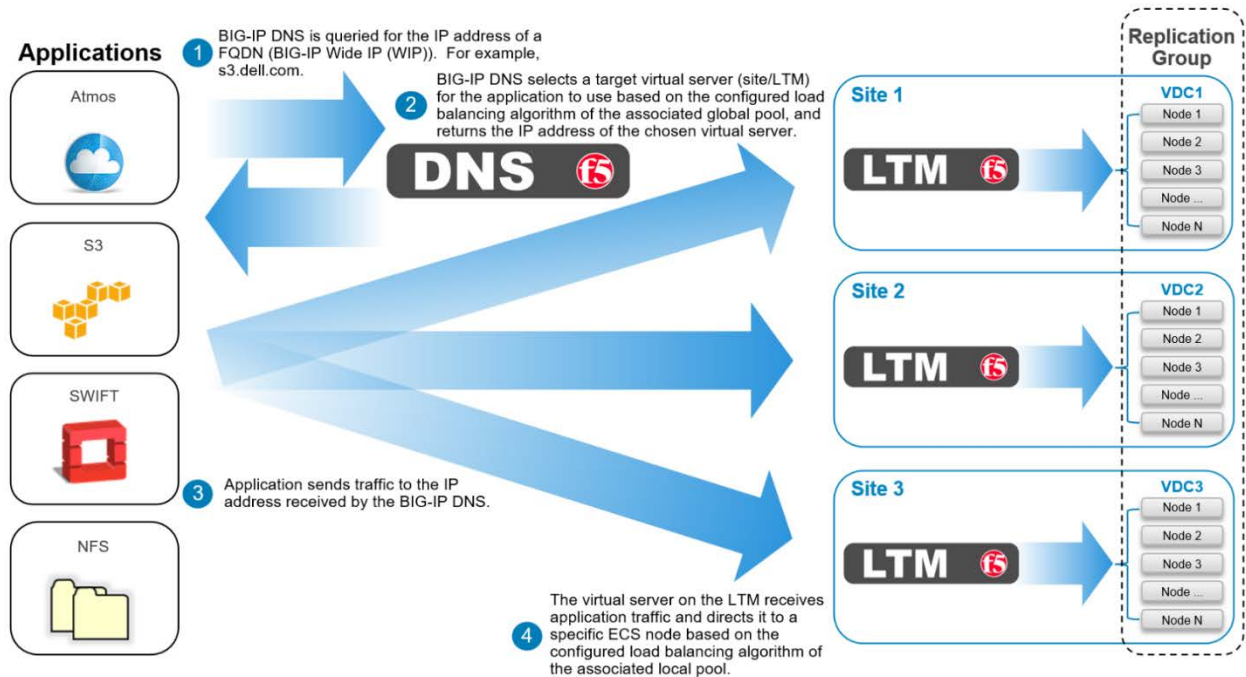 Applications
Atmos
S3
SWIFT
NFS
1
BIG-IP DNS is queried for the IP address of a
FQDN (BIG-IP Wide IP (WIP)).  For example,
s3.dell.com.
2
BIG-IP DNS selects a target virtual server (site/LTM)
for the application to use based on the configured load
balancing algorithm of the associated global pool, and
returns the IP address of the chosen virtual server.
DNS f5
3
Application sends traffic to the IP
address received by the BIG-IP DNS.
4
The virtual server on the LTM receives
application traffic and directs it to a
specific ECS node based on the
configured load balancing algorithm of
the associated local pool.
Replication
Group
Site 1
LTM f5
VDC1
Node 1
Node 2
Node 3
Node ...
Node N
Site 2
LTM f5
VDC2
Node 1
Node 2
Node 3
Node ...
Node N
Site 3
LTM f5
VDC3
Node 1
Node 2
Node 3
Node ...
Node N